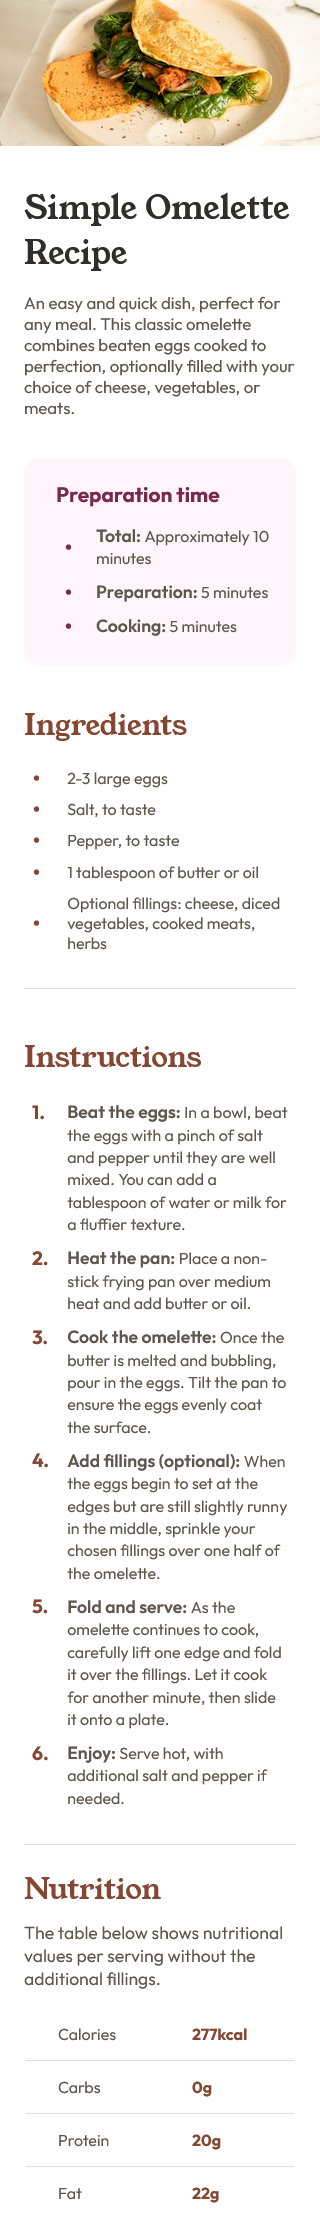 Simple Omelette
Recipe
An easy and quick dish, perfect for
any meal. This classic omelette
combines beaten eggs cooked to
perfection, optionally filled with your
choice of cheese, vegetables, or
meats.
Preparation time
• Total: Approximately 10
minutes
• Preparation: 5 minutes
• Cooking: 5 minutes
Ingredients
• 2-3 large eggs
• Salt, to taste
• Pepper, to taste
• 1 tablespoon of butter or oil
• Optional fillings: cheese, diced
vegetables, cooked meats,
herbs
Instructions
1. Beat the eggs: In a bowl, beat
the eggs with a pinch of salt
and pepper until they are well
mixed. You can add a
tablespoon of water or milk for
a fluffier texture.
2. Heat the pan: Place a non-
stick frying pan over medium
heat and add butter or oil.
3. Cook the omelette: Once the
butter is melted and bubbling,
pour in the eggs. Tilt the pan to
ensure the eggs evenly coat
the surface.
4. Add fillings (optional): When
the eggs begin to set at the
edges but are still slightly runny
in the middle, sprinkle your
chosen fillings over one half of
the omelette.
5. Fold and serve: As the
omelette continues to cook,
carefully lift one edge and fold
it over the fillings. Let it cook
for another minute, then slide
it onto a plate.
6. Enjoy: Serve hot, with
additional salt and pepper if
needed.
Nutrition
The table below shows nutritional
values per serving without the
additional fillings.
Calories 277kcal
Carbs 0g
Protein 20g
Fat 22g